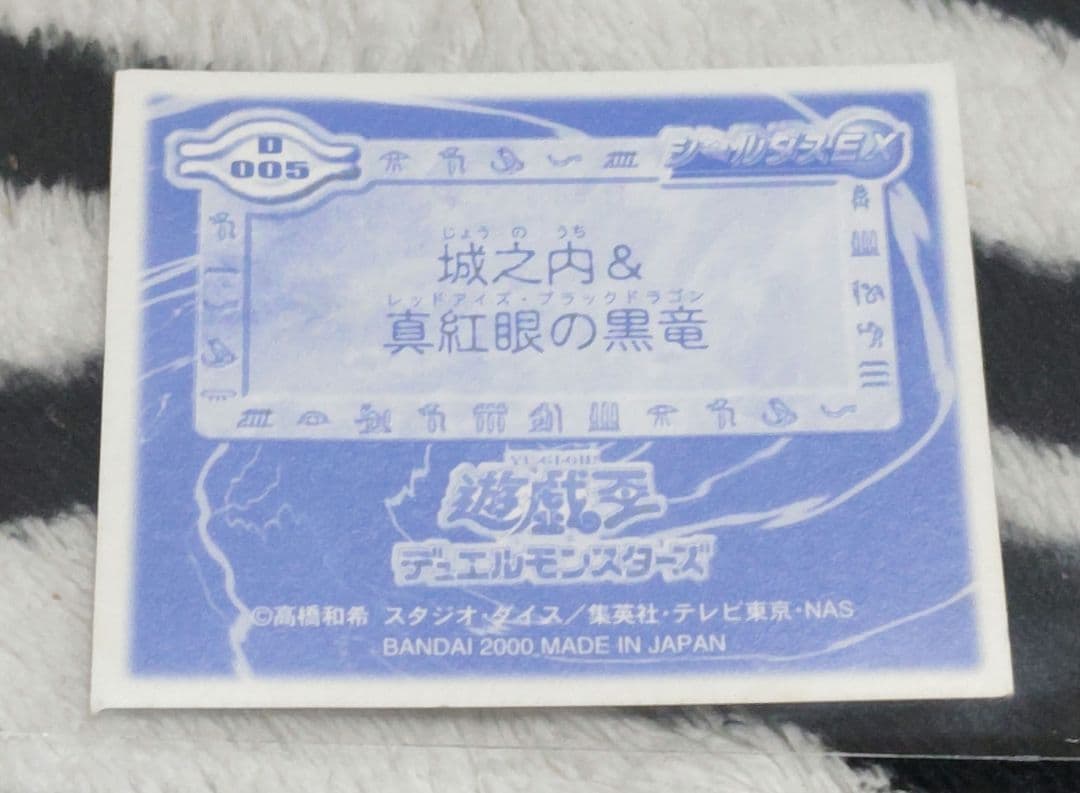 D
005
シールダスEX
じょう の うち
城之内&
レッドアイズ・ブラックドラゴン
真紅眼の黒竜
YU-GI-OH!
遊戯王
デュエルモンスターズ
©高橋和希 スタジオ・ダイス/集英社・テレビ東京・NAS
BANDAI 2000 MADE IN JAPAN